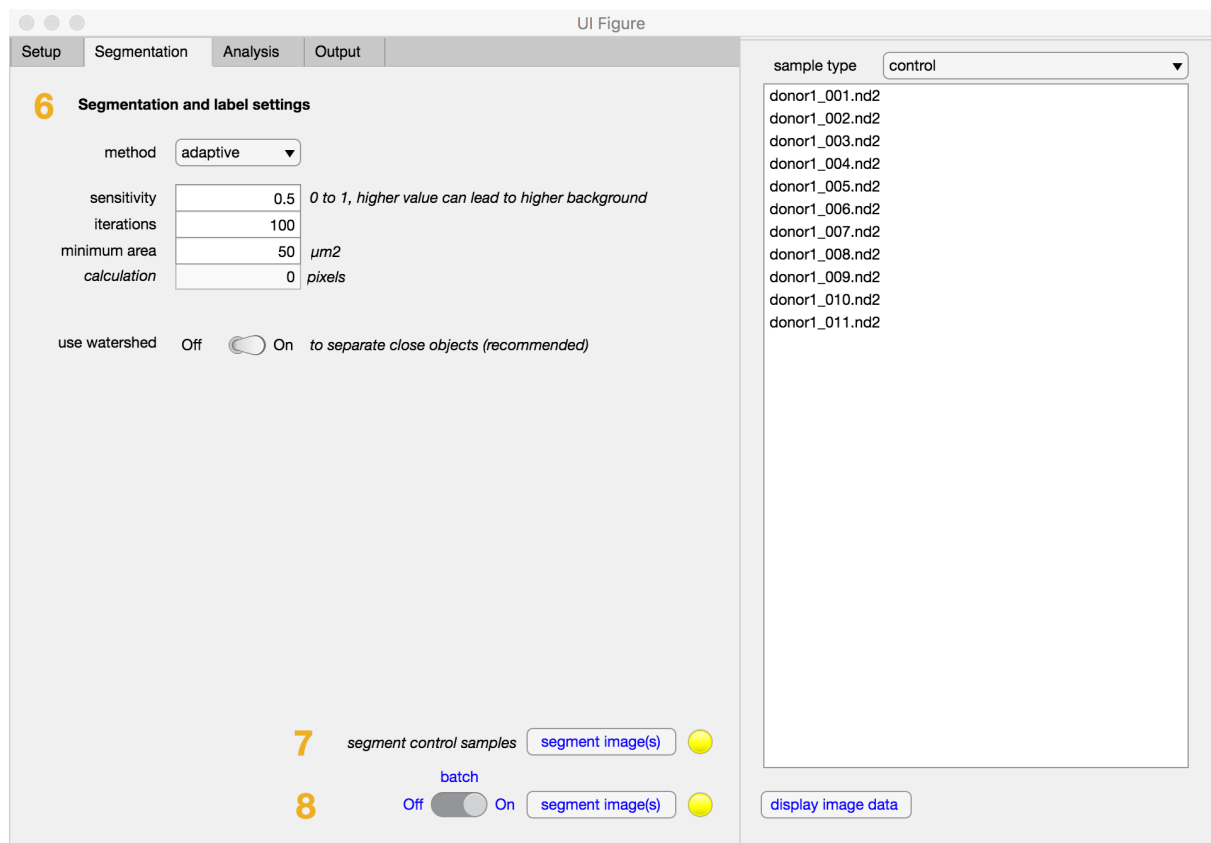 UI Figure
Setup Segmentation Analysis Output
6 Segmentation and label settings
method adaptive
sensitivity 0.5 0 to 1, higher value can lead to higher background
iterations 100
minimum area 50 µm2
calculation 0 pixels
use watershed Off On to separate close objects (recommended)
7 segment control samples segment image(s)
batch
8 Off On segment image(s)
sample type control
donor1_001.nd2
donor1_002.nd2
donor1_003.nd2
donor1_004.nd2
donor1_005.nd2
donor1_006.nd2
donor1_007.nd2
donor1_008.nd2
donor1_009.nd2
donor1_010.nd2
donor1_011.nd2
display image data